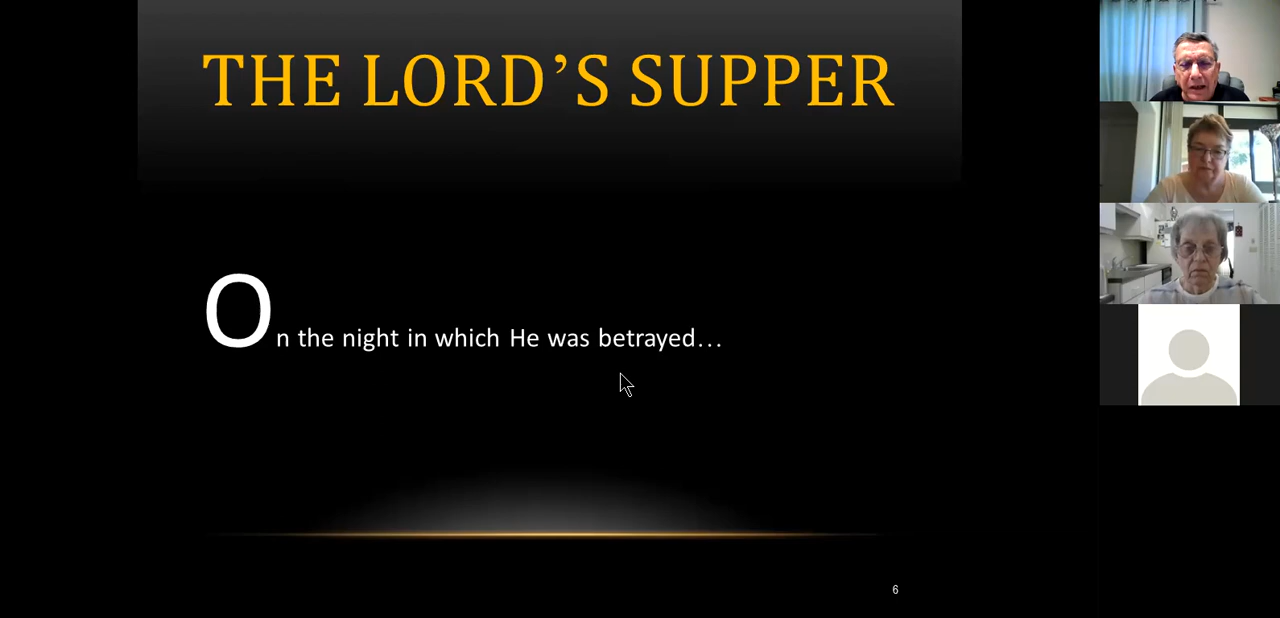 THE LORD’S SUPPER
On the night in which He was betrayed…
6